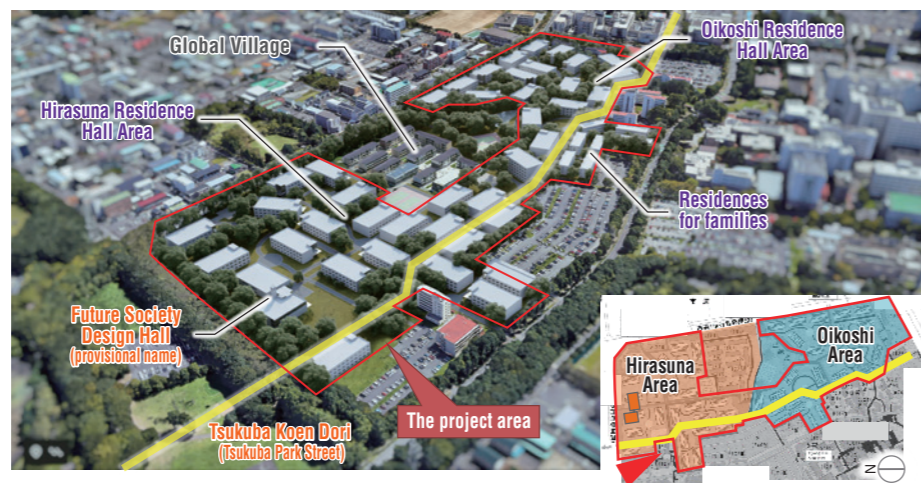 Global Village
Oikoshi Residence
Hall Area
Hirasuna Residence
Hall Area
Residences
for families
Future Society
Design Hall
(provisional name)
The project area
Tsukuba Koen Dori
(Tsukuba Park Street)
Hirasuna
Area
Oikoshi
Area
N